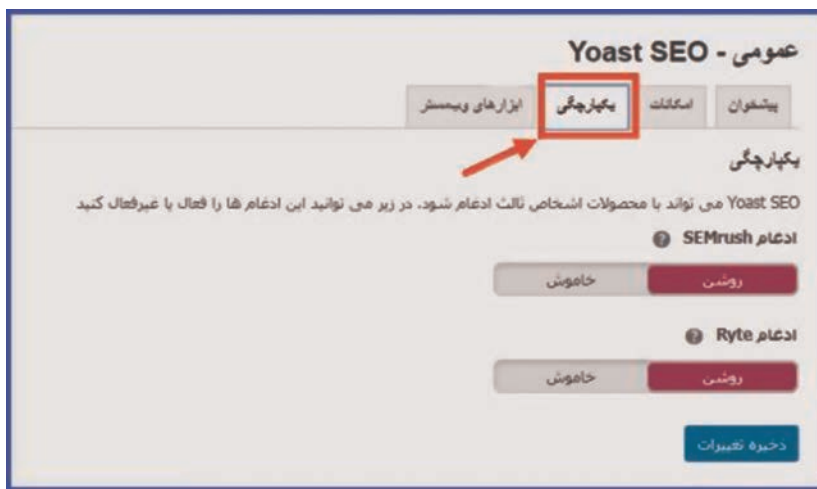 عمومی - Yoast SEO
پیشخوان امکانات یکپارچگی ابزارهای وبمستر
یکپارچگی
Yoast SEO می تواند با محصولات اشخاص ثالث ادغام شود. در زیر می توانید این ادغام ها را فعال یا غیرفعال کنید
ادغام SEMrush ?
روشن خاموش
ادغام Ryte ?
روشن خاموش
ذخیره تغییرات